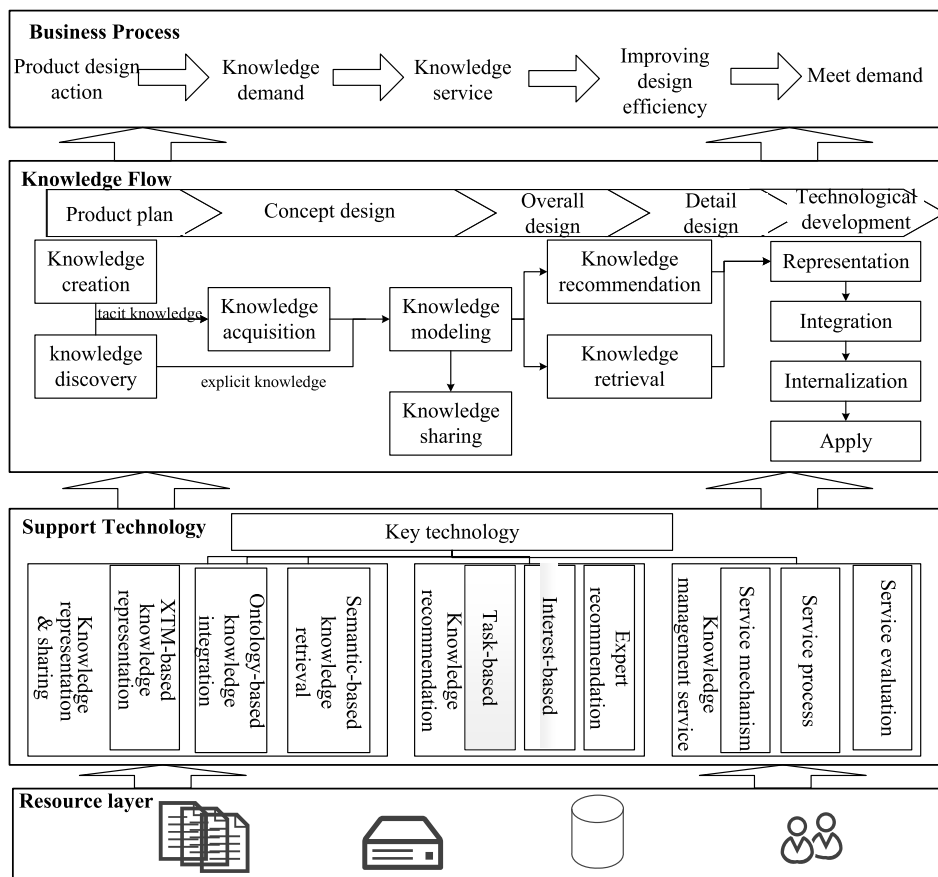 Business Process
Product design
action
Knowledge
demand
Knowledge
service
Improving
design
efficiency
Meet demand
Knowledge Flow
Product plan
Concept design
Overall
design
Detail
design
Technological
development
Knowledge
creation
tacit knowledge
knowledge
discovery
explicit knowledge
Knowledge
acquisition
Knowledge
modeling
Knowledge
sharing
Knowledge
recommendation
Knowledge
retrieval
Representation
Integration
Internalization
Apply
Support Technology
Key technology
Knowledge
representation
& sharing
XTM-based
knowledge
representation
Ontology-based
knowledge
integration
Semantic-based
knowledge
retrieval
Knowledge
recommendation
Task-based
Interest-based
Expert
recommendation
Knowledge
management service
Service mechanism
Service process
Service evaluation
Resource layer